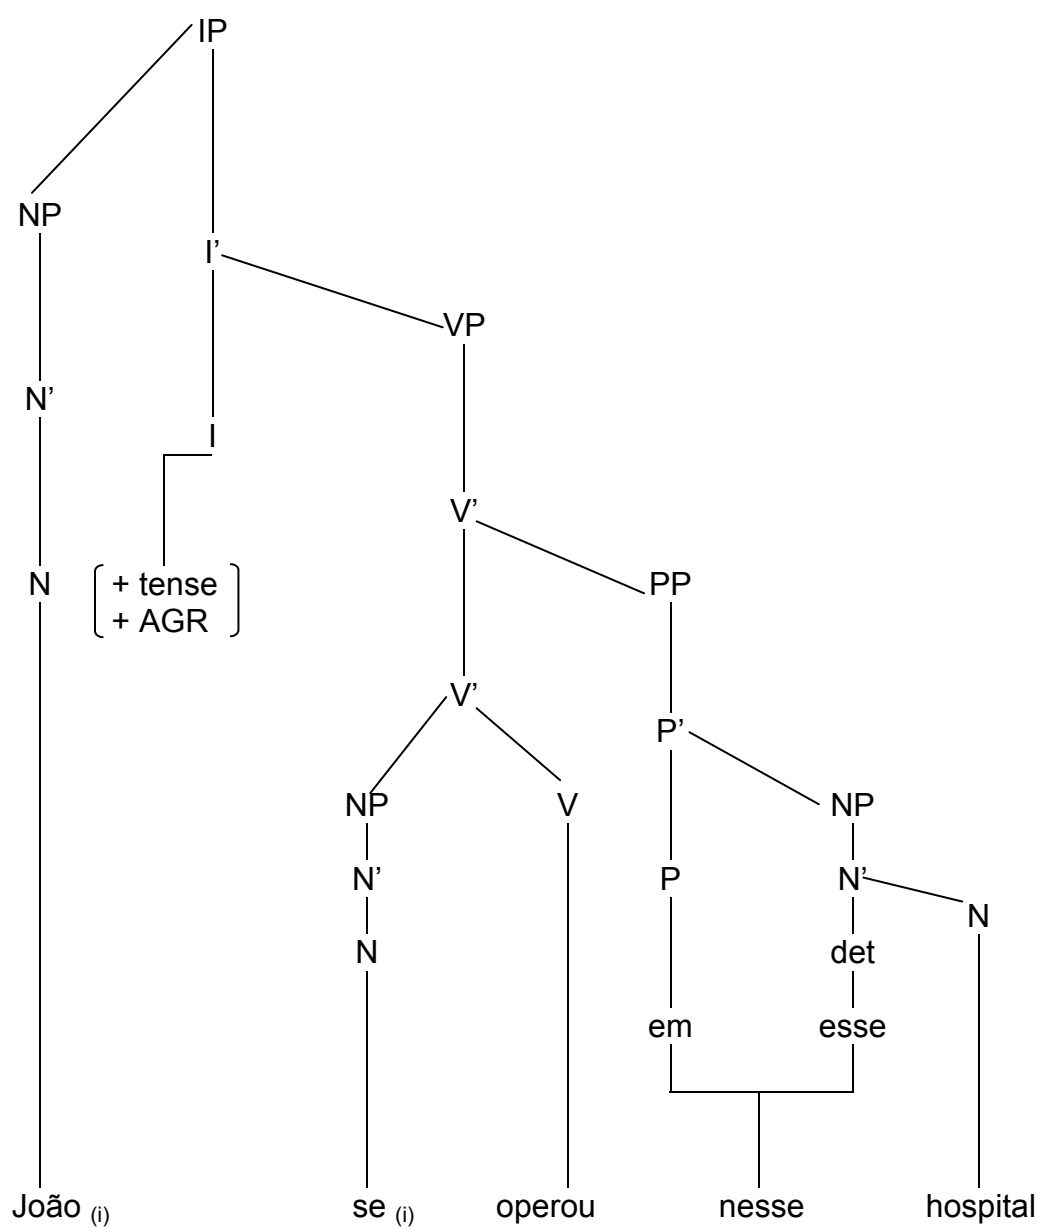 IP
NP
I’
VP
N’
I
V’
N
+ tense
+ AGR
PP
V’
P’
NP
V
NP
N’
P
N’
N
N
det
em
esse
João (i)
se (i)
operou
nesse
hospital